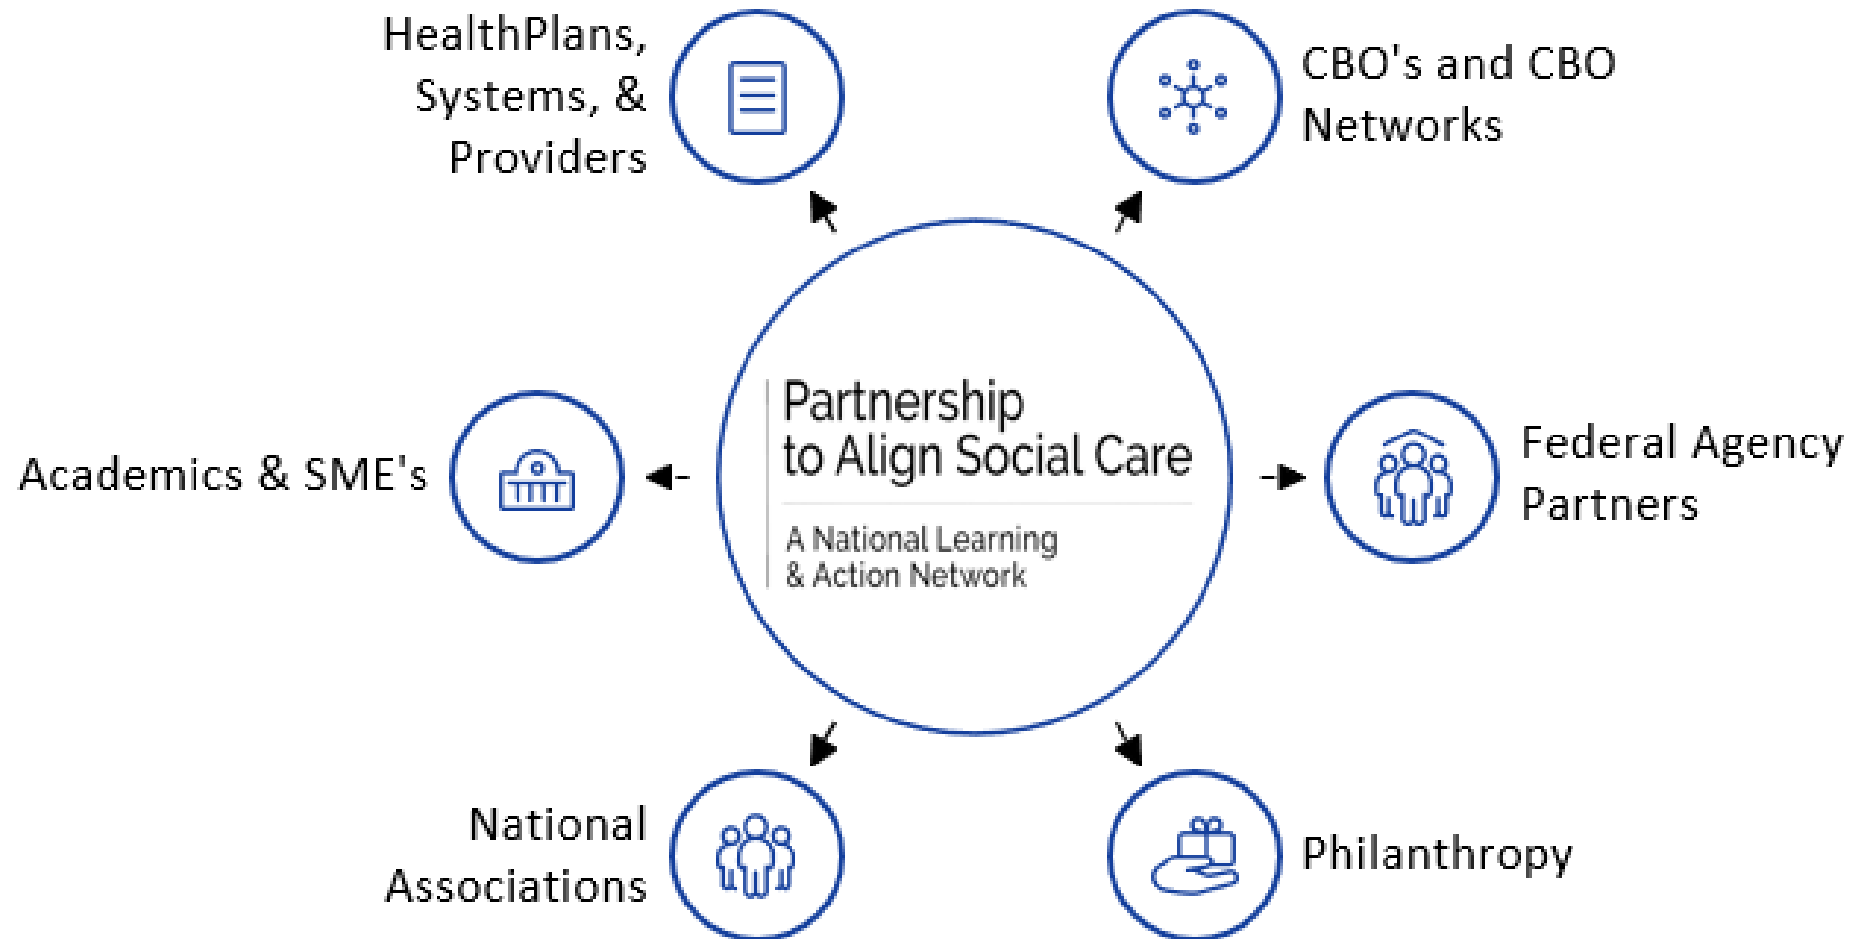 HealthPlans,
Systems, &
Providers
CBO's and CBO
Networks
Academics & SME's
Partnership
to Align Social Care
A National Learning
& Action Network
Federal Agency
Partners
National
Associations
Philanthropy